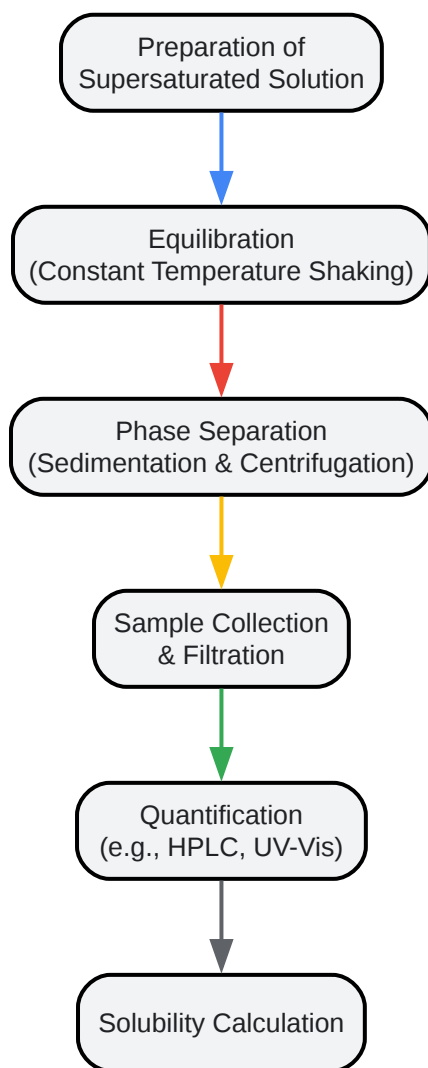 Preparation of
Supersaturated Solution
Equilibration
(Constant Temperature Shaking)
Phase Separation
(Sedimentation & Centrifugation)
Sample Collection
& Filtration
Quantification
(e.g., HPLC, UV-Vis)
Solubility Calculation